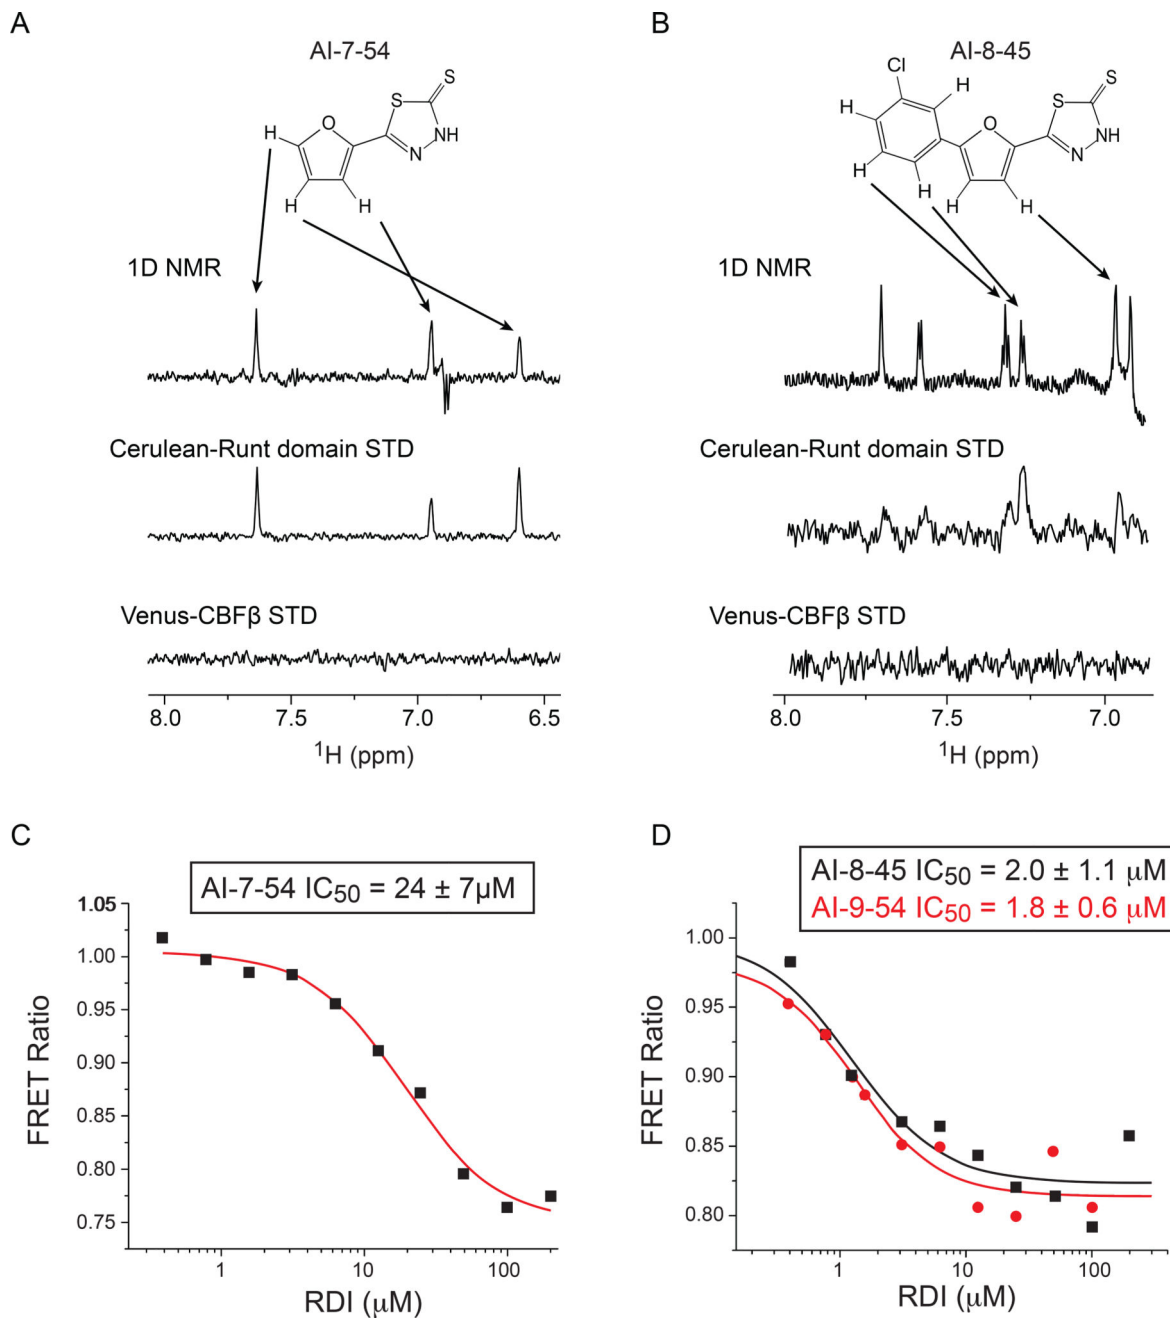 A
AI-7-54
S
S
O
H
NH
N
H
H
1D NMR
Cerulean-Runt domain STD
Venus-CBFβ STD
8.0 7.5 7.0 6.5
¹H (ppm)
B
AI-8-45
Cl
S
S
H
H
O
H
NH
N
H
H
H
H
1D NMR
Cerulean-Runt domain STD
Venus-CBFβ STD
8.0 7.5 7.0
¹H (ppm)
C
AI-7-54 IC₅₀ = 24 ± 7µM
1.05
1.00
0.95
0.90
0.85
0.80
0.75
FRET Ratio
1 10 100
RDI (µM)
D
AI-8-45 IC₅₀ = 2.0 ± 1.1 µM
AI-9-54 IC₅₀ = 1.8 ± 0.6 µM
1.00
0.95
0.90
0.85
0.80
FRET Ratio
1 10 100
RDI (µM)